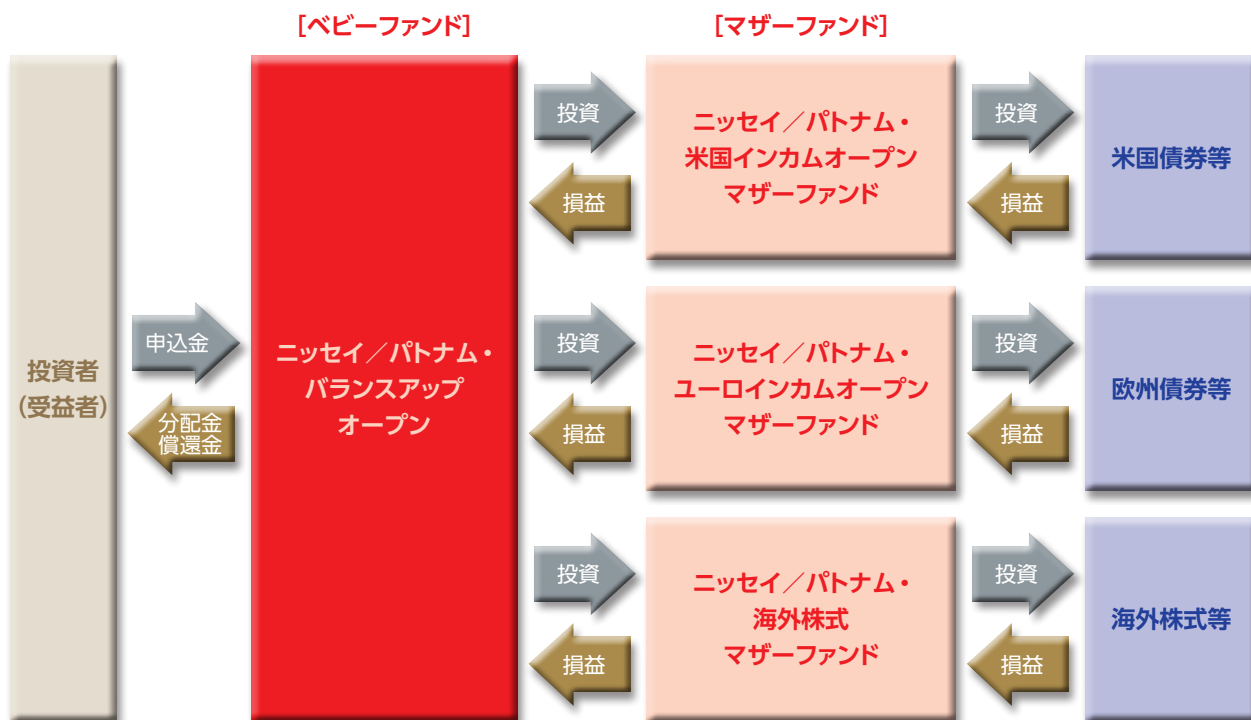 [ベビーファンド]
[マザーファンド]
投資者
(受益者)
申込金
分配金
償還金
ニッセイ／パトナム・
バランスアップ
オープン
投資
損益
ニッセイ／パトナム・
米国インカムオープン
マザーファンド
投資
損益
米国債券等
投資
損益
ニッセイ／パトナム・
ユーロインカムオープン
マザーファンド
投資
損益
欧州債券等
投資
損益
ニッセイ／パトナム・
海外株式
マザーファンド
投資
損益
海外株式等